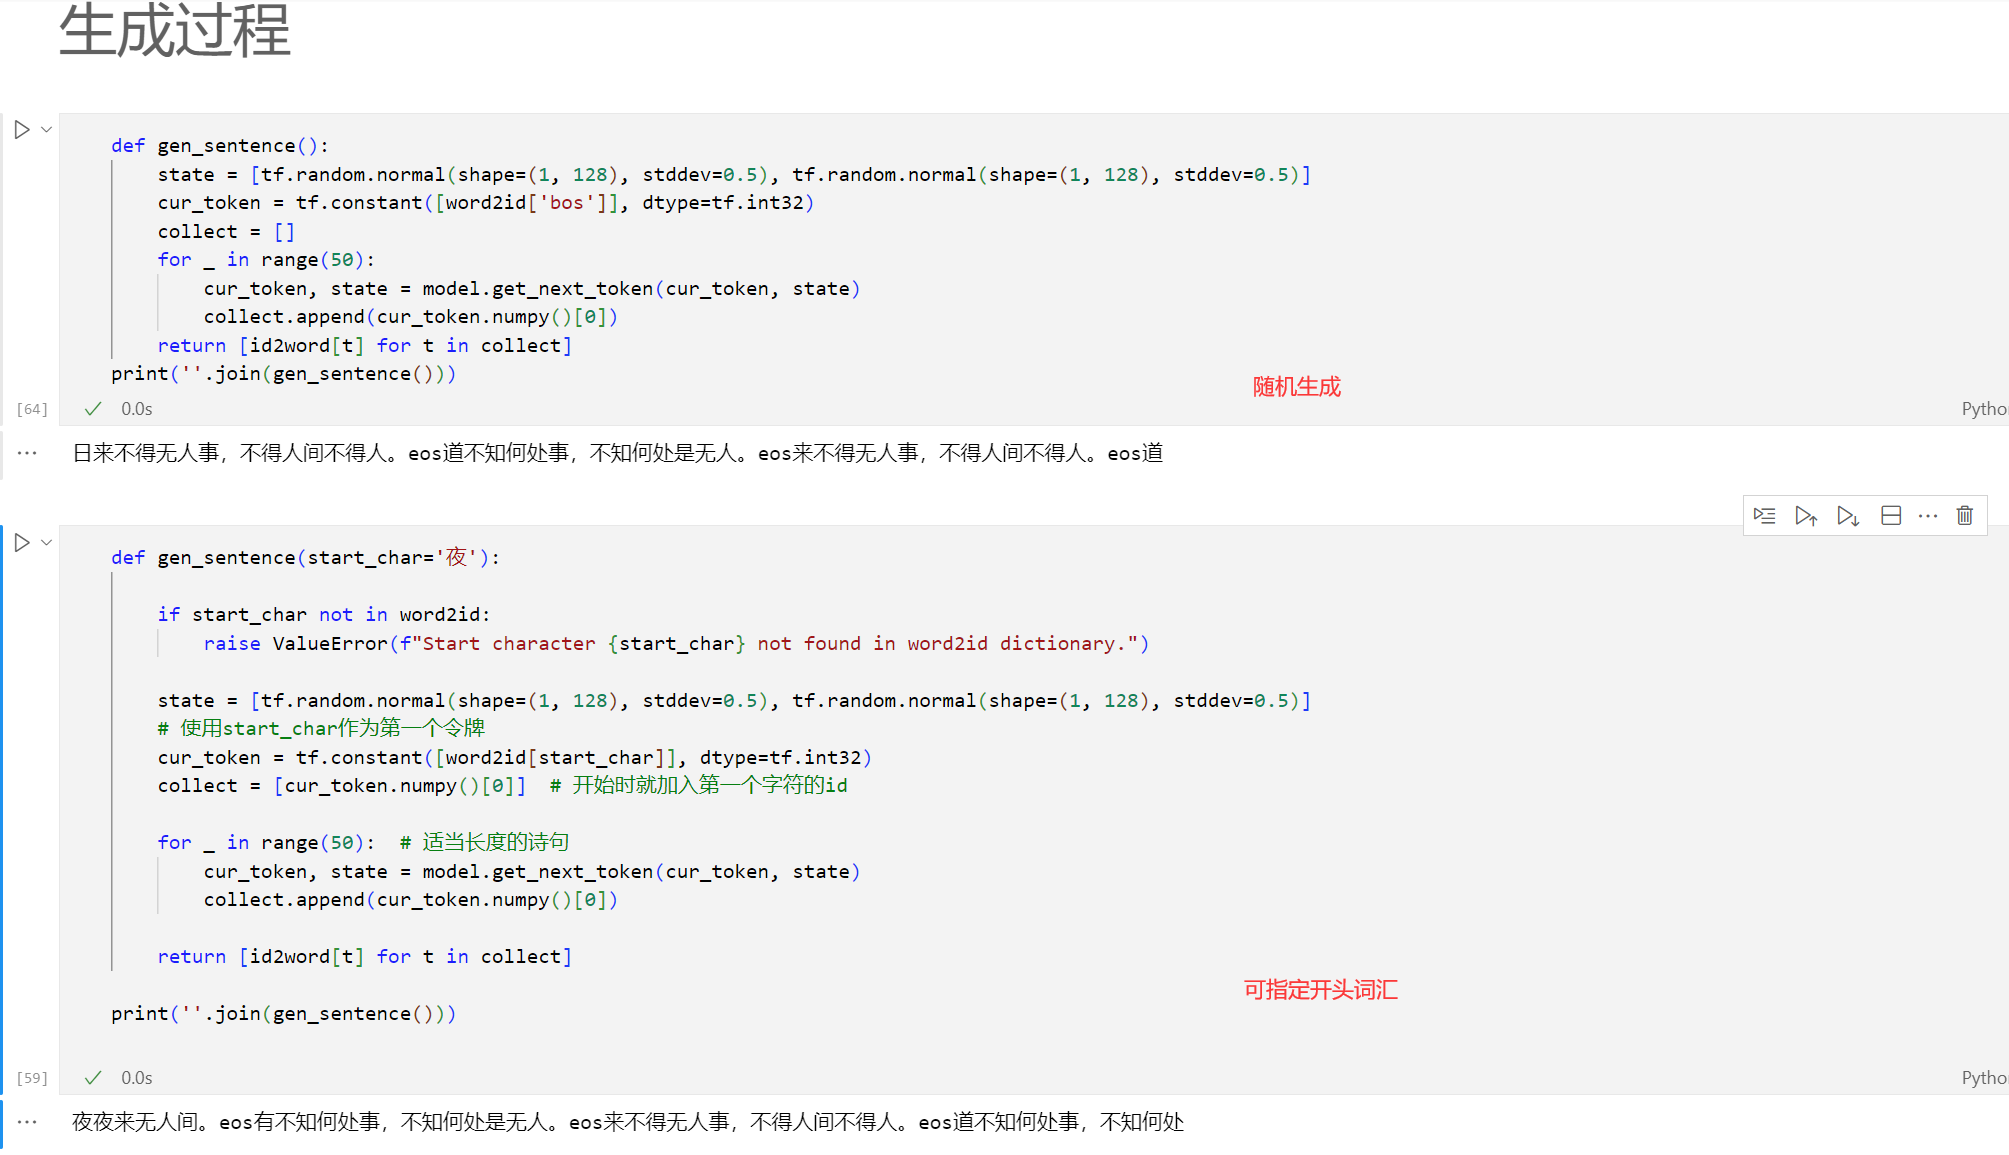 生成过程
def gen_sentence():
    state = [tf.random.normal(shape=(1, 128), stddev=0.5), tf.random.normal(shape=(1, 128), stddev=0.5)]
    cur_token = tf.constant([word2id['bos']], dtype=tf.int32)
    collect = []
    for _ in range(50):
        cur_token, state = model.get_next_token(cur_token, state)
        collect.append(cur_token.numpy()[0])
    return [id2word[t] for t in collect]
print(''.join(gen_sentence()))
随机生成
[64] 0.0s Pytho
日来不得无人事，不得人间不得人。eos道不知何处事，不知何处是无人。eos来不得无人事，不得人间不得人。eos道
def gen_sentence(start_char='夜'):
    if start_char not in word2id:
        raise ValueError(f"Start character {start_char} not found in word2id dictionary.")
    state = [tf.random.normal(shape=(1, 128), stddev=0.5), tf.random.normal(shape=(1, 128), stddev=0.5)]
    # 使用start_char作为第一个令牌
    cur_token = tf.constant([word2id[start_char]], dtype=tf.int32)
    collect = [cur_token.numpy()[0]]  # 开始时就加入第一个字符的id
    for _ in range(50):  # 适当长度的诗句
        cur_token, state = model.get_next_token(cur_token, state)
        collect.append(cur_token.numpy()[0])
    return [id2word[t] for t in collect]
可指定开头词汇
print(''.join(gen_sentence()))
[59] 0.0s Pytho
夜夜来无人间。eos有不知何处事，不知何处是无人。eos来不得无人事，不得人间不得人。eos道不知何处事，不知何处